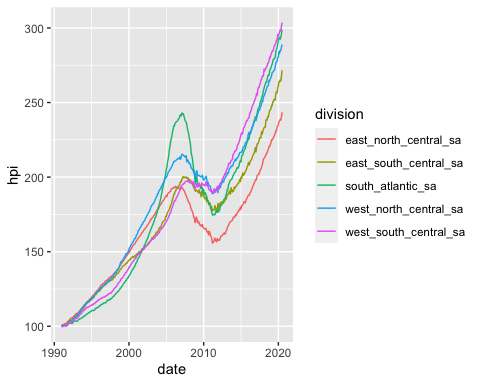 300
250
200
150
100
hpi
1990
2000
2010
2020
date
division
east_north_central_sa
east_south_central_sa
south_atlantic_sa
west_north_central_sa
west_south_central_sa